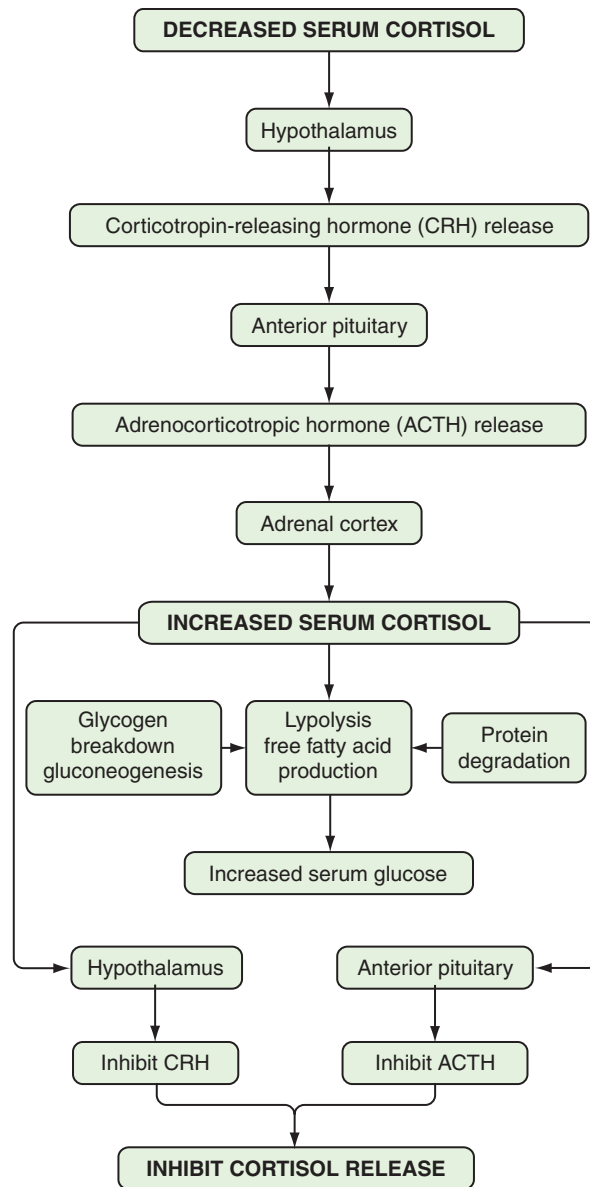 DECREASED SERUM CORTISOL
Hypothalamus
Corticotropin-releasing hormone (CRH) release
Anterior pituitary
Adrenocorticotropic hormone (ACTH) release
Adrenal cortex
INCREASED SERUM CORTISOL
Glycogen
breakdown
gluconeogenesis
Lypolysis
free fatty acid
production
Protein
degradation
Increased serum glucose
Hypothalamus
Anterior pituitary
Inhibit CRH
Inhibit ACTH
INHIBIT CORTISOL RELEASE